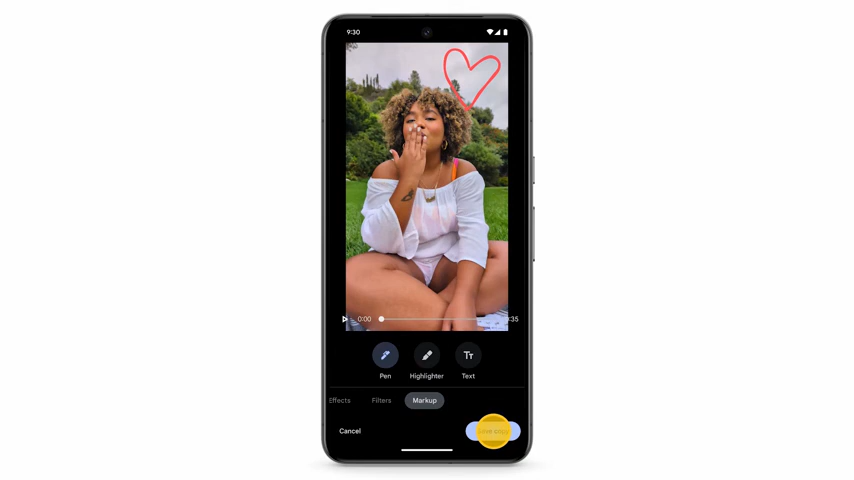 9:30
0:00
:35
Pen
Highlighter
Text
Effects
Filters
Markup
Cancel